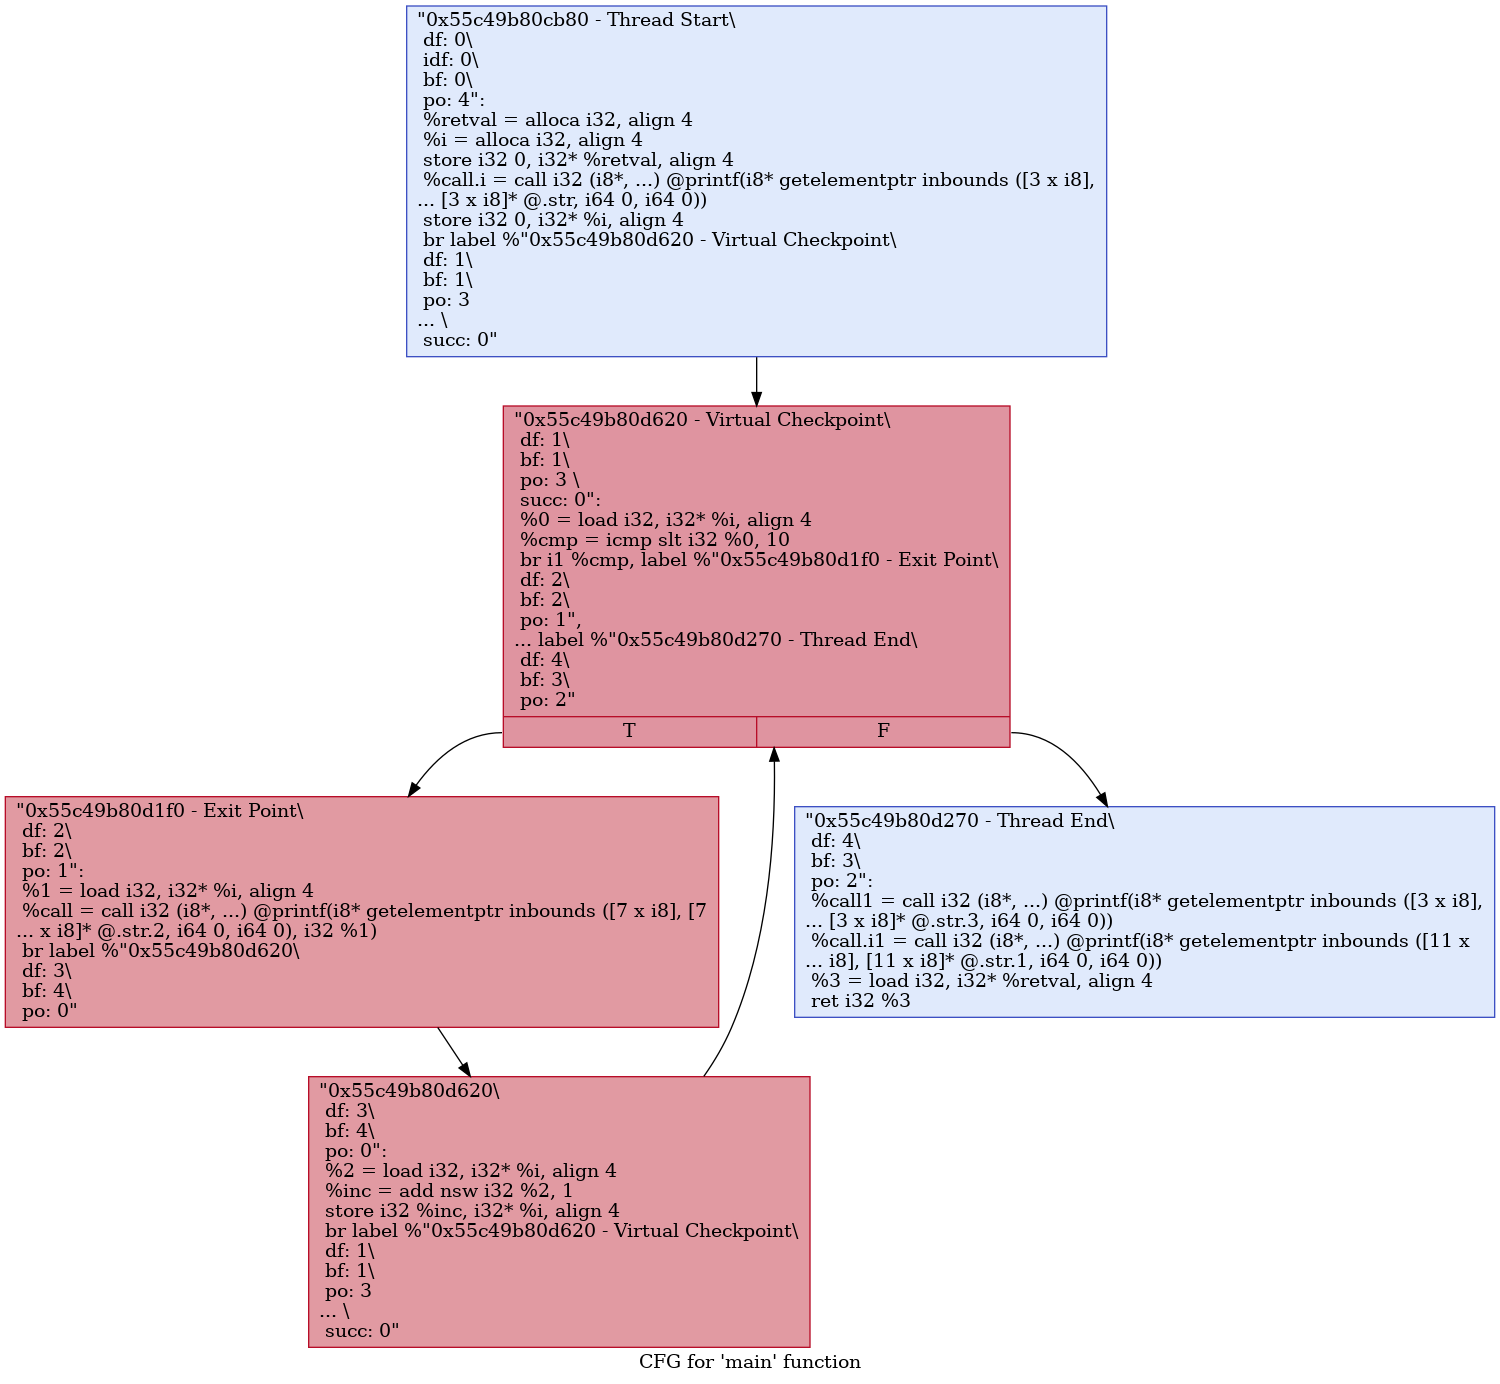 "0x55c49b80cb80 - Thread Start\
df: 0\
idf: 0\
bf: 0\
po: 4":
%retval = alloca i32, align 4
%i = alloca i32, align 4
store i32 0, i32* %retval, align 4
%call.i = call i32 (i8*, ...) @printf(i8* getelementptr inbounds ([3 x i8],
... [3 x i8]* @.str, i64 0, i64 0))
store i32 0, i32* %i, align 4
br label %"0x55c49b80d620 - Virtual Checkpoint\
df: 1\
bf: 1\
po: 3
... \
succ: 0"
"0x55c49b80d620 - Virtual Checkpoint\
df: 1\
bf: 1\
po: 3 \
succ: 0":
%0 = load i32, i32* %i, align 4
%cmp = icmp slt i32 %0, 10
br i1 %cmp, label %"0x55c49b80d1f0 - Exit Point\
df: 2\
bf: 2\
po: 1",
... label %"0x55c49b80d270 - Thread End\
df: 4\
bf: 3\
po: 2"
T
F
"0x55c49b80d1f0 - Exit Point\
df: 2\
bf: 2\
po: 1":
%1 = load i32, i32* %i, align 4
%call = call i32 (i8*, ...) @printf(i8* getelementptr inbounds ([7 x i8], [7
... x i8]* @.str.2, i64 0, i64 0), i32 %1)
br label %"0x55c49b80d620\
df: 3\
bf: 4\
po: 0"
"0x55c49b80d270 - Thread End\
df: 4\
bf: 3\
po: 2":
%call1 = call i32 (i8*, ...) @printf(i8* getelementptr inbounds ([3 x i8],
... [3 x i8]* @.str.3, i64 0, i64 0))
%call.i1 = call i32 (i8*, ...) @printf(i8* getelementptr inbounds ([11 x
... i8], [11 x i8]* @.str.1, i64 0, i64 0))
%3 = load i32, i32* %retval, align 4
ret i32 %3
"0x55c49b80d620\
df: 3\
bf: 4\
po: 0":
%2 = load i32, i32* %i, align 4
%inc = add nsw i32 %2, 1
store i32 %inc, i32* %i, align 4
br label %"0x55c49b80d620 - Virtual Checkpoint\
df: 1\
bf: 1\
po: 3
... \
succ: 0"
CFG for 'main' function